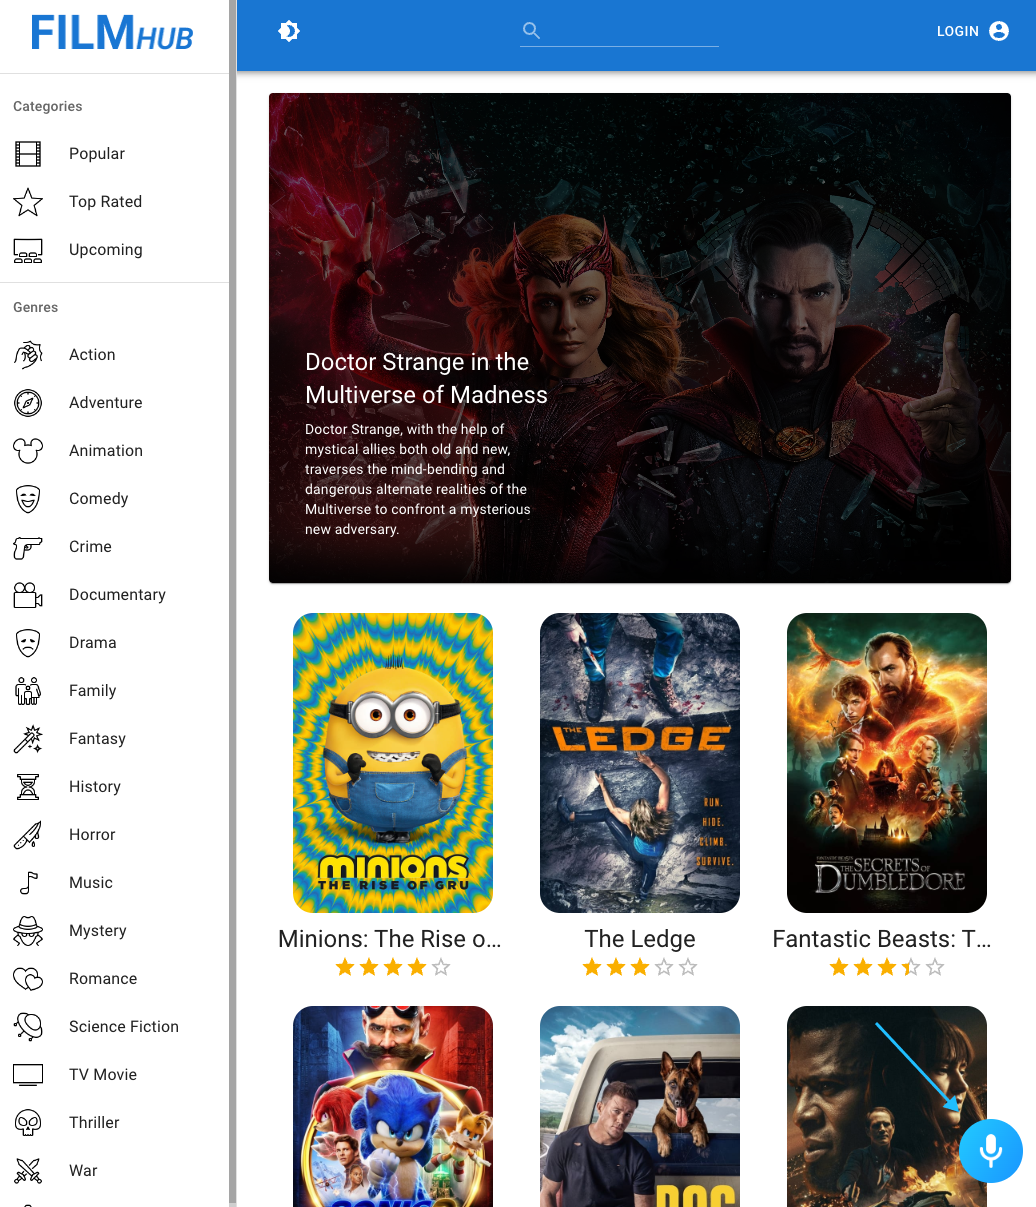 FILMHUB
LOGIN
Categories
Popular
Top Rated
Upcoming
Genres
Action
Adventure
Animation
Comedy
Crime
Documentary
Drama
Family
Fantasy
History
Horror
Music
Mystery
Romance
Science Fiction
TV Movie
Thriller
War
Doctor Strange in the
Multiverse of Madness
Doctor Strange, with the help of
mystical allies both old and new,
traverses the mind-bending and
dangerous alternate realities of the
Multiverse to confront a mysterious
new adversary.
MINIONS
THE RISE OF GRU
THE
LEDGE
RUN.
HIDE.
CLIMB.
SURVIVE.
FANTASTIC BEASTS
THE SECRETS OF
DUMBLEDORE
Minions: The Rise o...
The Ledge
Fantastic Beasts: T...
SONIC 2
DOG